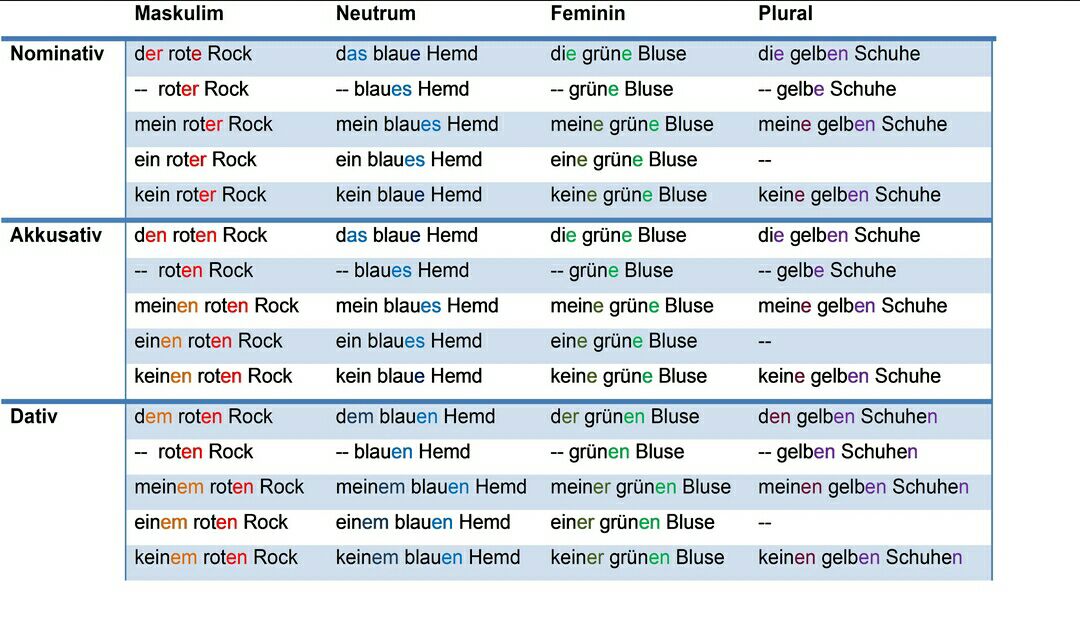 Maskulim Neutrum Feminin Plural
Nominativ der rote Rock das blaue Hemd die grüne Bluse die gelben Schuhe
-- roter Rock -- blaues Hemd -- grüne Bluse -- gelbe Schuhe
mein roter Rock mein blaues Hemd meine grüne Bluse meine gelben Schuhe
ein roter Rock ein blaues Hemd eine grüne Bluse --
kein roter Rock kein blaue Hemd keine grüne Bluse keine gelben Schuhe
Akkusativ den roten Rock das blaue Hemd die grüne Bluse die gelben Schuhe
-- roten Rock -- blaues Hemd -- grüne Bluse -- gelbe Schuhe
meinen roten Rock mein blaues Hemd meine grüne Bluse meine gelben Schuhe
einen roten Rock ein blaues Hemd eine grüne Bluse --
keinen roten Rock kein blaue Hemd keine grüne Bluse keine gelben Schuhe
Dativ dem roten Rock dem blauen Hemd der grünen Bluse den gelben Schuhen
-- roten Rock -- blauen Hemd -- grünen Bluse -- gelben Schuhen
meinem roten Rock meinem blauen Hemd meiner grünen Bluse meinen gelben Schuhen
einem roten Rock einem blauen Hemd einer grünen Bluse --
keinem roten Rock keinem blauen Hemd keiner grünen Bluse keinen gelben Schuhen